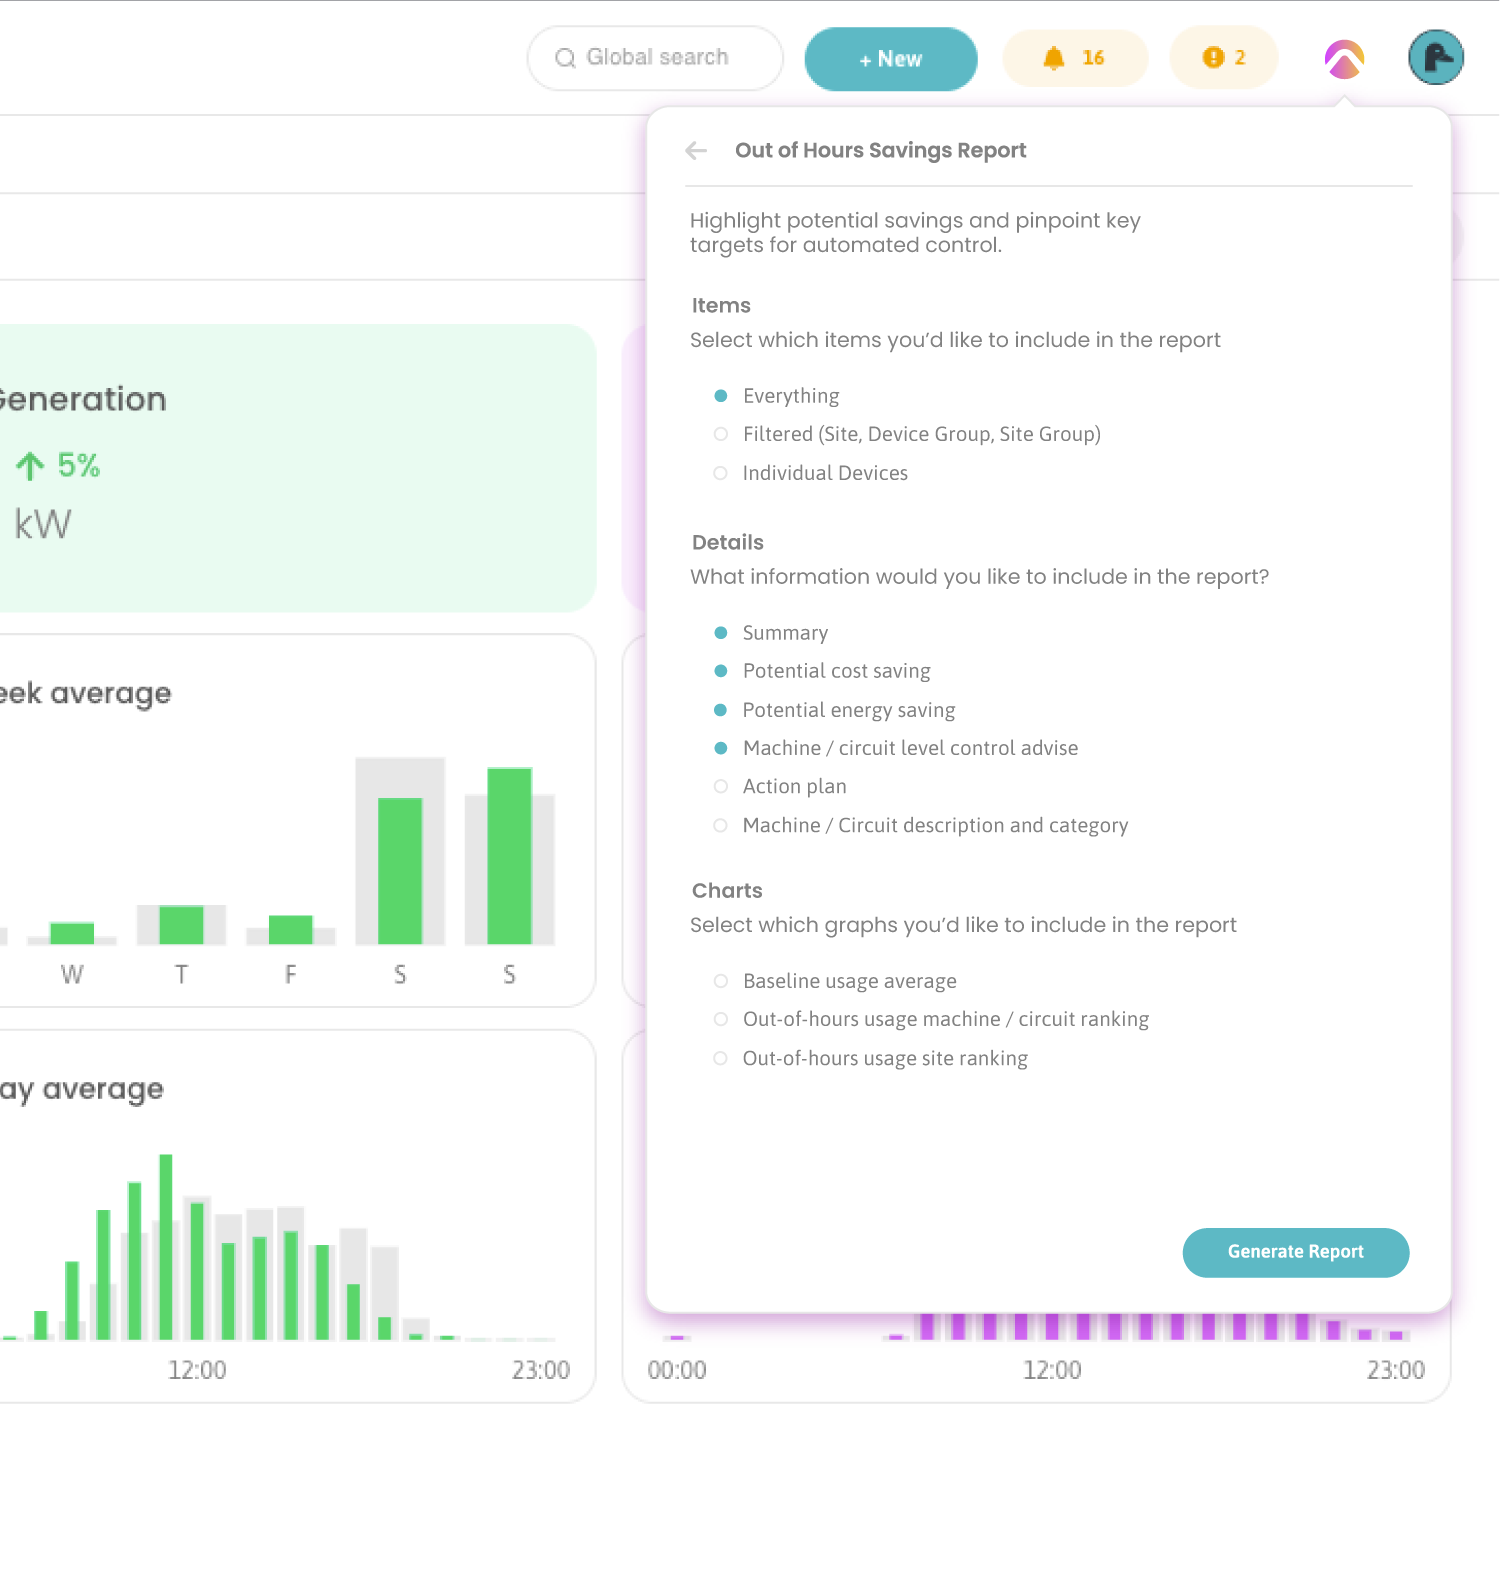 Global search
+ New
16
2
Out of Hours Savings Report
Highlight potential savings and pinpoint key
targets for automated control.
Items
Select which items you'd like to include in the report
Everything
Filtered (Site, Device Group, Site Group)
Individual Devices
Details
What information would you like to include in the report?
Summary
Potential cost saving
Potential energy saving
Machine / circuit level control advise
Action plan
Machine / Circuit description and category
Charts
Select which graphs you'd like to include in the report
Baseline usage average
Out-of-hours usage machine / circuit ranking
Out-of-hours usage site ranking
Generate Report
Generation
5%
kW
eek average
W T F S S
ay average
12:00 23:00
00:00 12:00 23:00